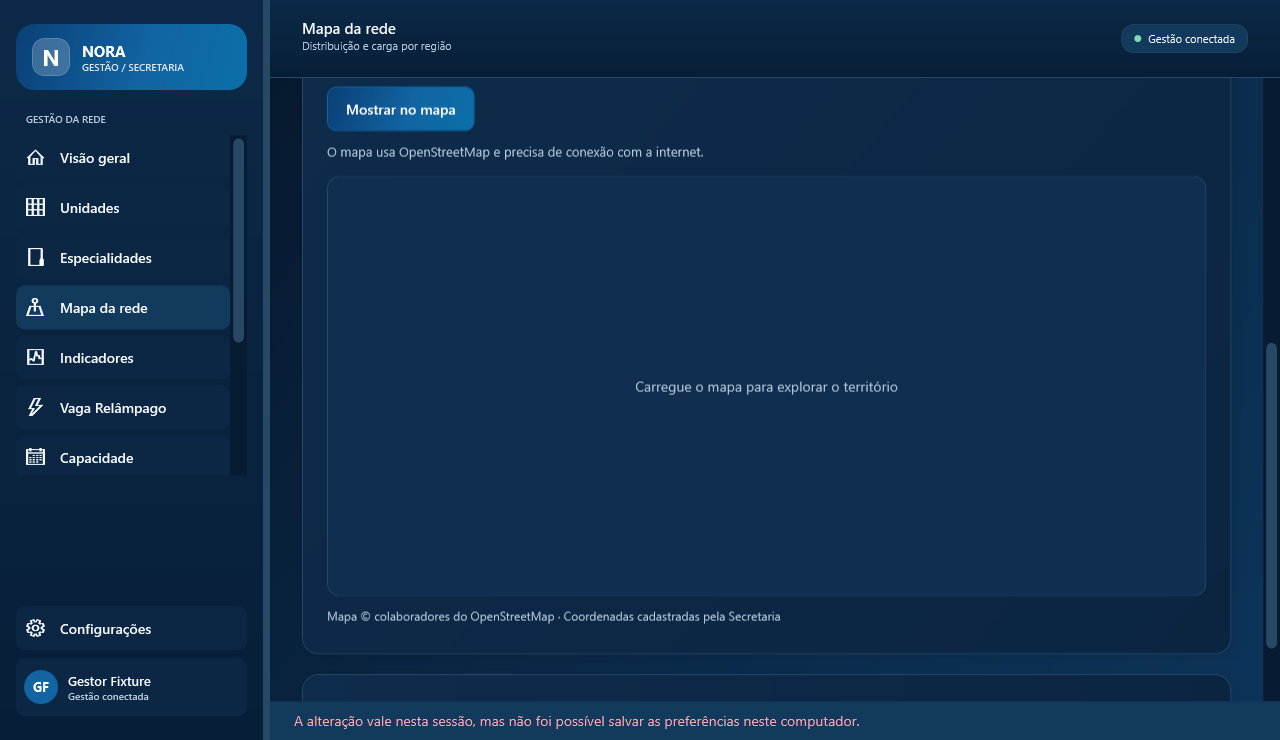 N
NORA
GESTÃO / SECRETARIA
GESTÃO DA REDE
Visão geral
Unidades
Especialidades
Mapa da rede
Indicadores
Vaga Relâmpago
Capacidade
Configurações
GF
Gestor Fixture
Gestão conectada
Mapa da rede
Distribuição e carga por região
Gestão conectada
Mostrar no mapa
O mapa usa OpenStreetMap e precisa de conexão com a internet.
Carregue o mapa para explorar o território
Mapa © colaboradores do OpenStreetMap · Coordenadas cadastradas pela Secretaria
A alteração vale nesta sessão, mas não foi possível salvar as preferências neste computador.